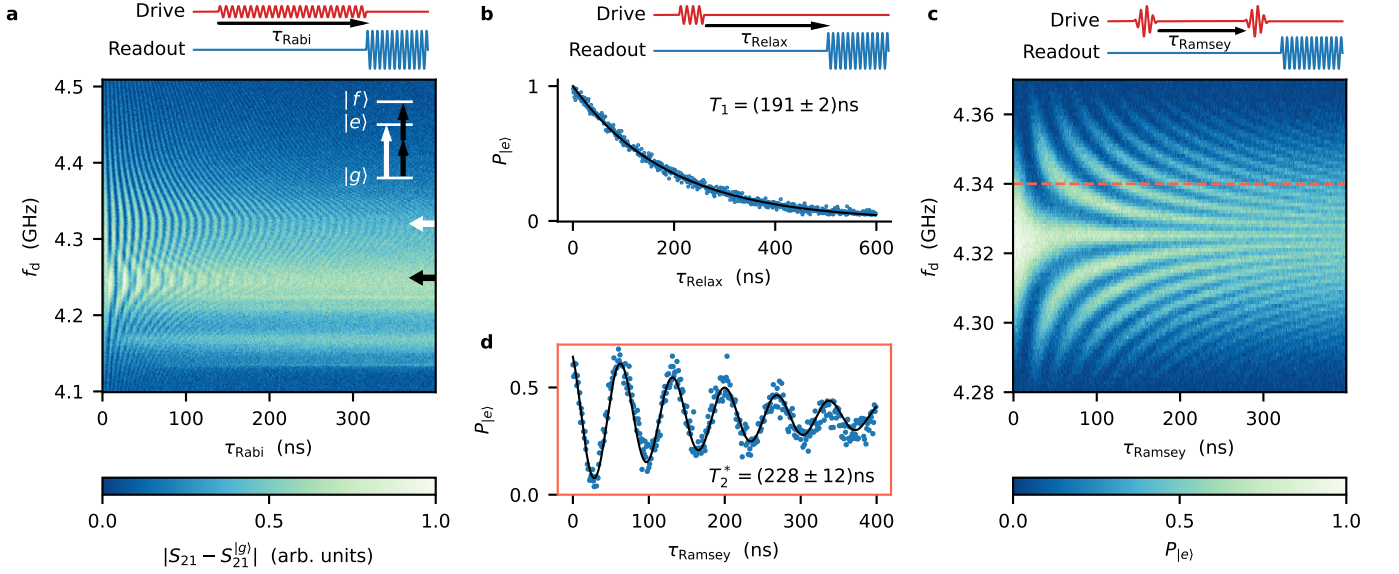 a
Drive
τRabi
Readout
4.5
4.4
4.3
4.2
4.1
fd (GHz)
|f⟩
|e⟩
|g⟩
0
100
200
300
τRabi (ns)
0.0
0.5
1.0
|S21 − S21|g⟩| (arb. units)
b
Drive
τRelax
Readout
1
0
P|e⟩
T1 = (191 ± 2)ns
0
200
400
600
τRelax (ns)
d
0.5
0.0
P|e⟩
T2* = (228 ± 12)ns
0
100
200
300
400
τRamsey (ns)
c
Drive
τRamsey
Readout
4.36
4.34
4.32
4.30
4.28
fd (GHz)
0
100
200
300
τRamsey (ns)
0.0
0.5
1.0
P|e⟩